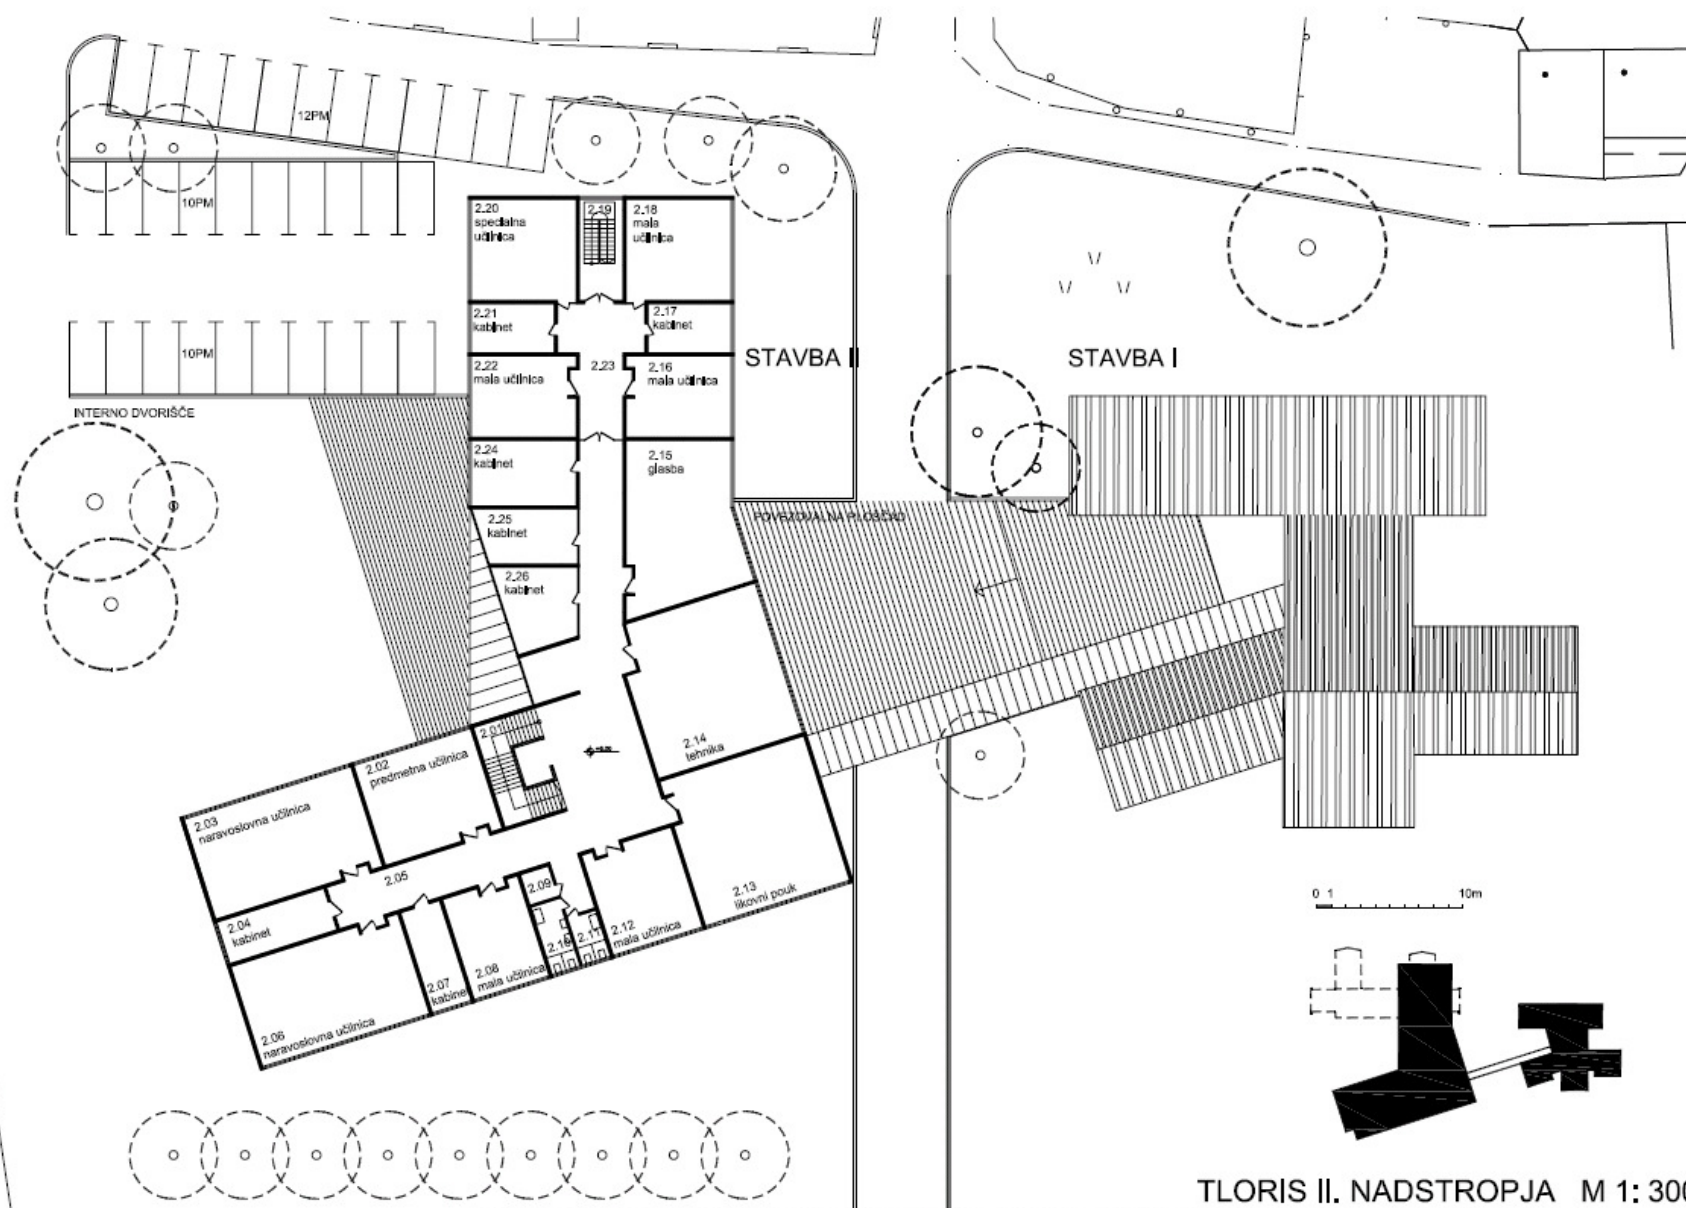 12PM
10PM
2.20
specialna
učilnica
2.19
2.18
mala
učilnica
2.21
kabinet
2.17
kabinet
10PM
2.22
mala učilnica
2.23
2.16
mala učilnica
STAVBA II
STAVBA I
INTERNO DVORIŠČE
2.24
kabinet
2.15
glasba
2.25
kabinet
POVEZOVALNA PLOŠČAD
2.26
kabinet
2.01
2.02
predmetna učilnica
2.14
tehnika
2.03
naravoslovna učilnica
2.05
2.09
2.13
likovni pouk
2.04
kabinet
2.10
2.11
2.12
mala učilnica
2.08
mala učilnica
2.07
kabine
2.06
naravoslovna učilnica
0 1 10m
TLORIS II. NADSTROPJA M 1: 300